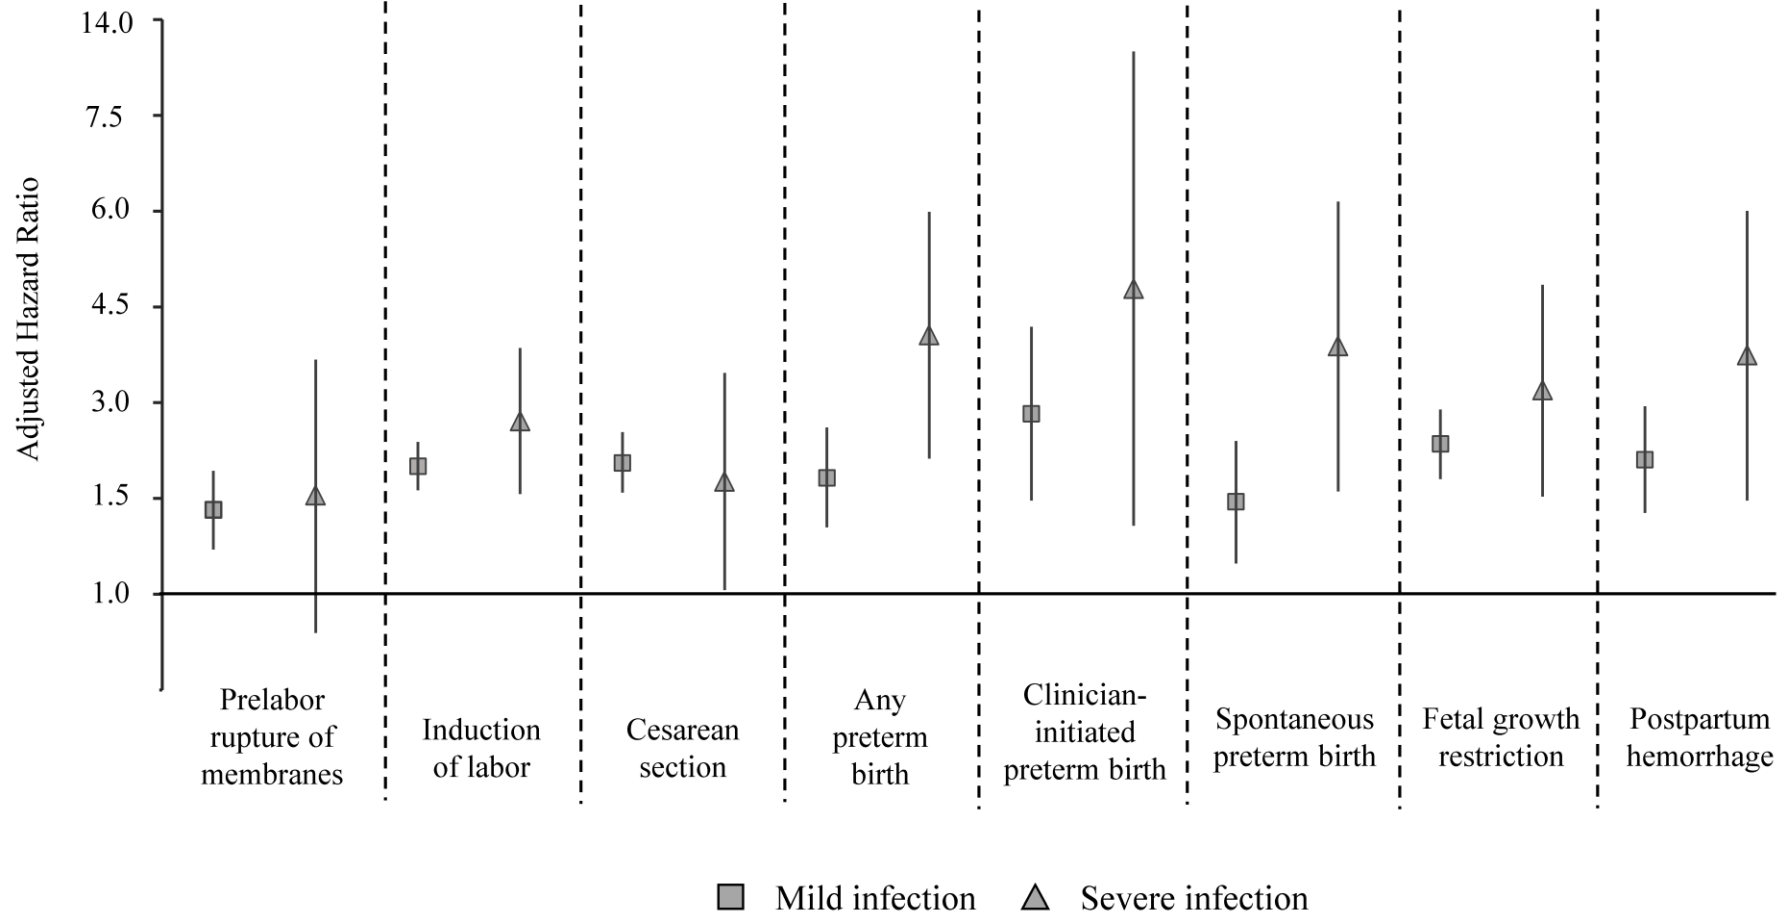 14.0
7.5
6.0
4.5
3.0
1.5
1.0
Adjusted Hazard Ratio
Prelabor
rupture of
membranes
Induction
of labor
Cesarean
section
Any
preterm
birth
Clinician-
initiated
preterm birth
Spontaneous
preterm birth
Fetal growth
restriction
Postpartum
hemorrhage
Mild infection
Severe infection